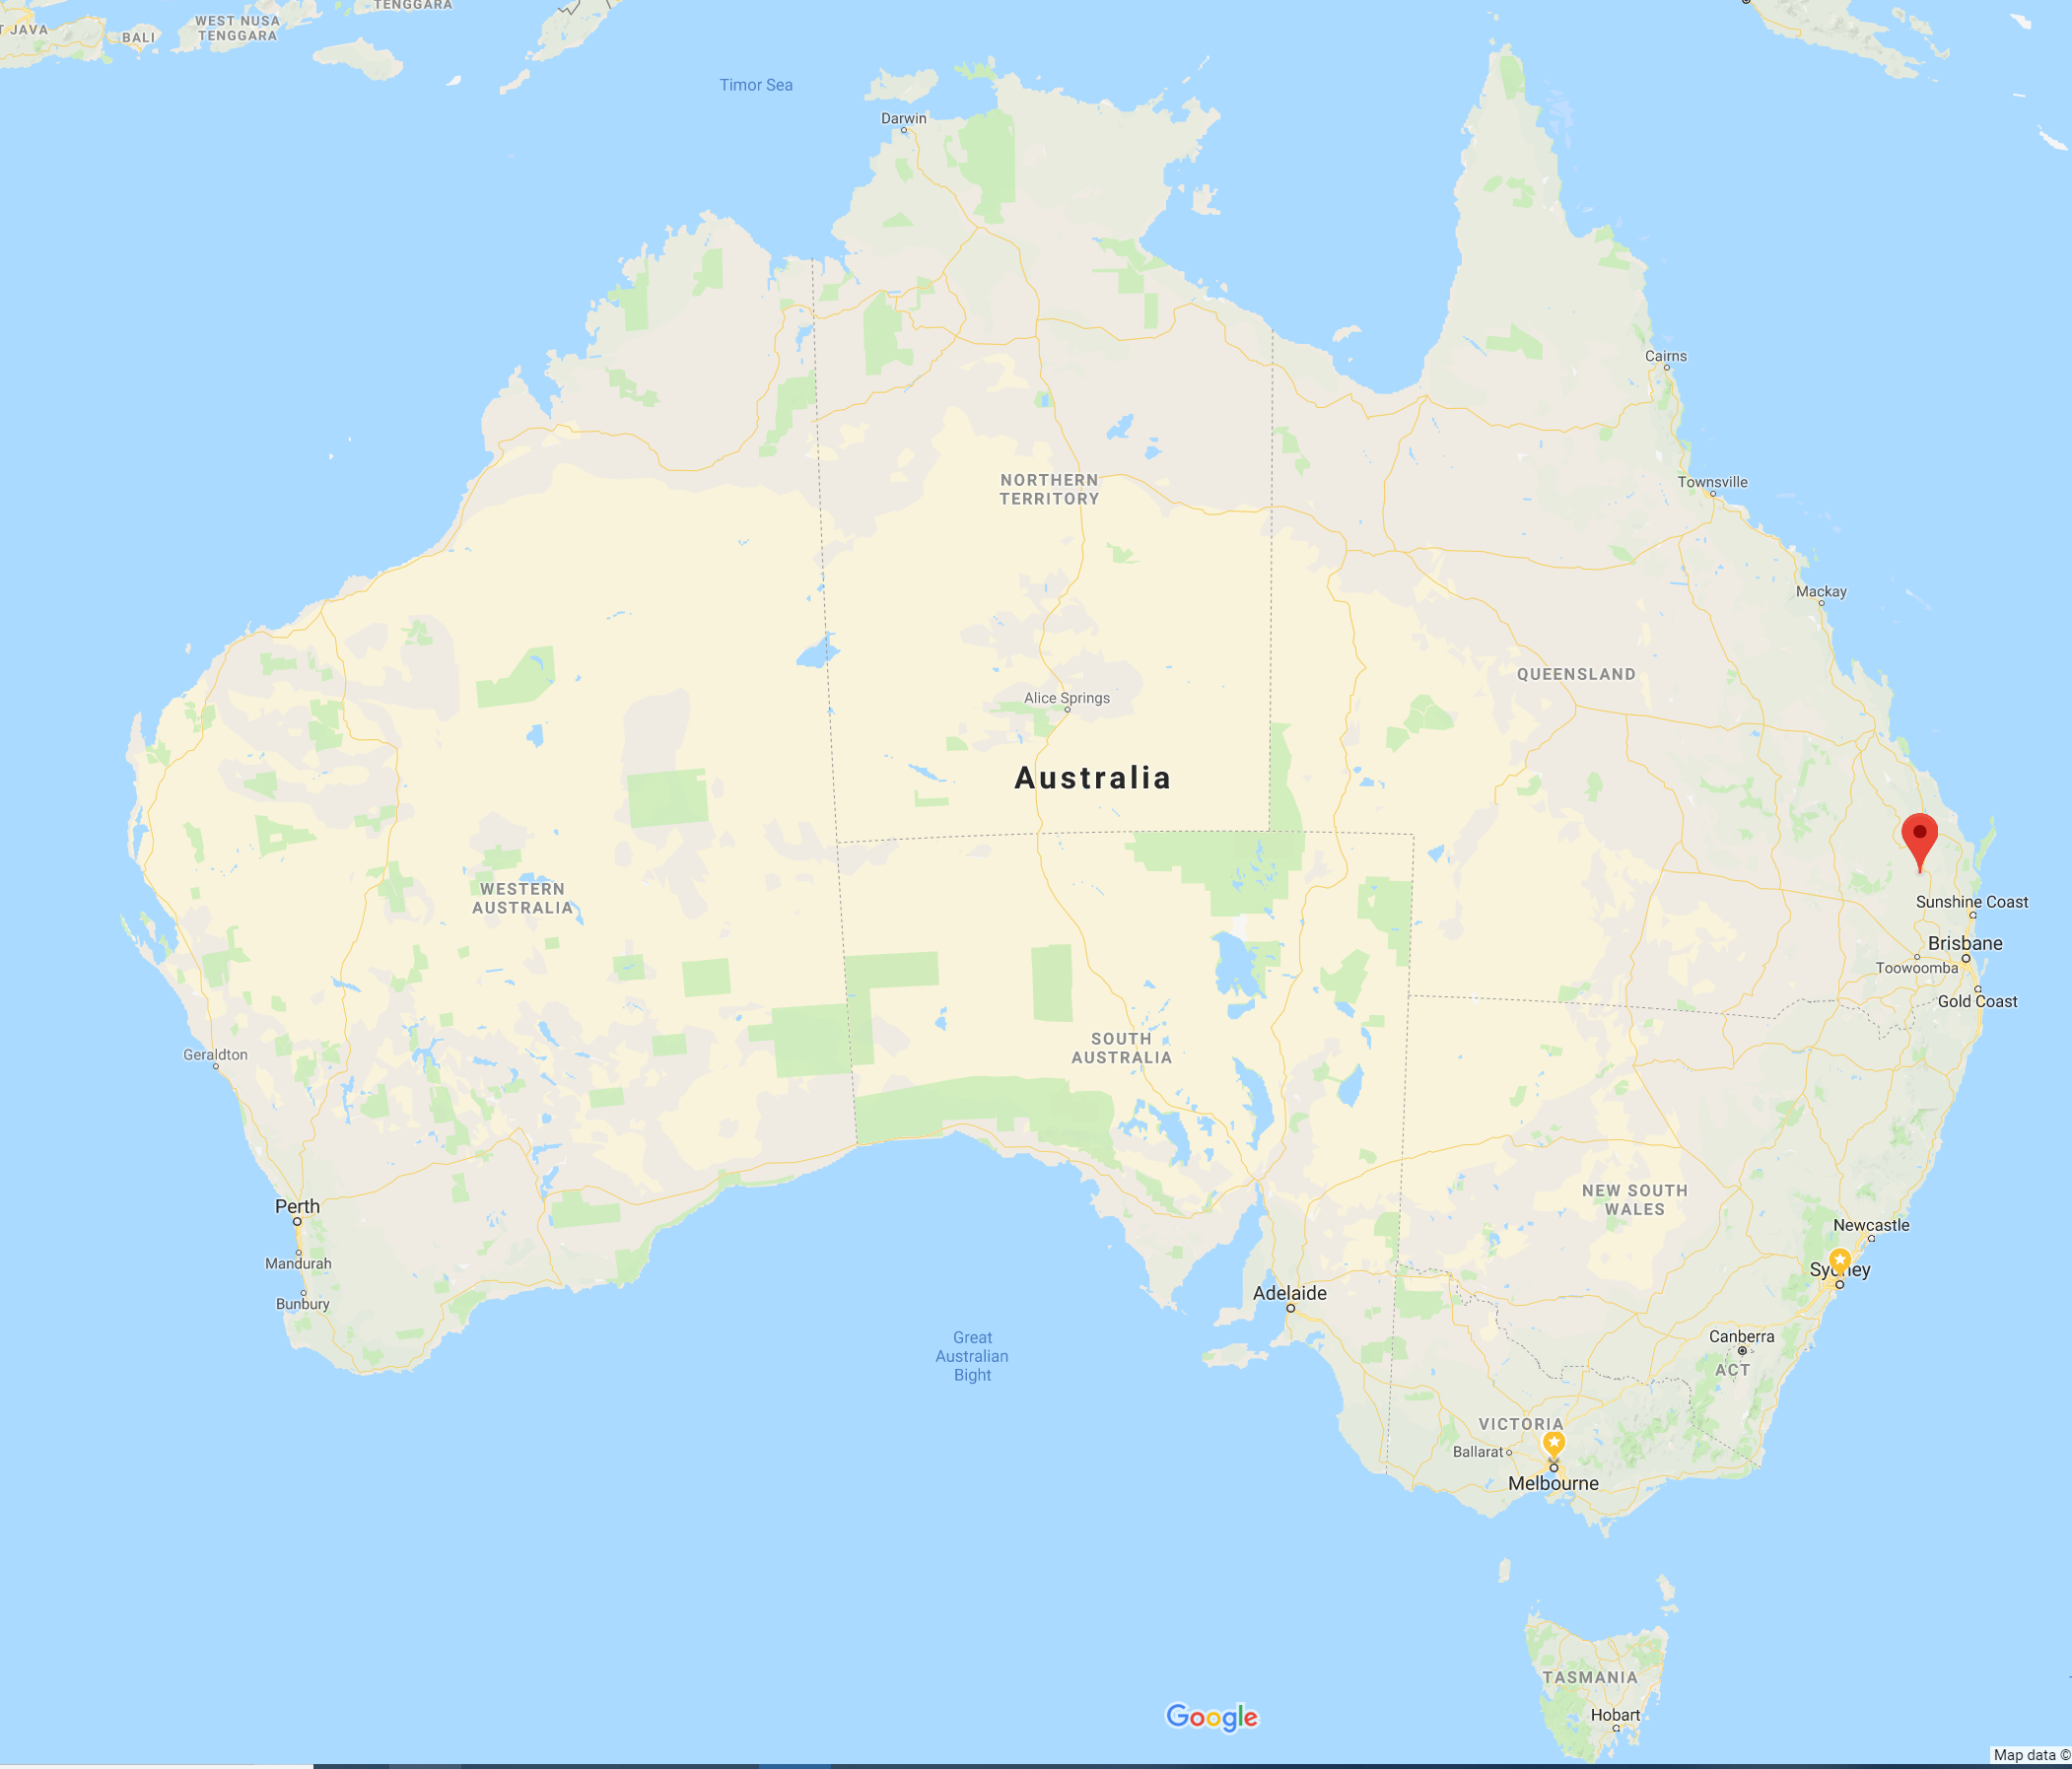 TENGGARA
WEST NUSA
TENGGARA
T JAVA
BALI
Timor Sea
Darwin
Cairns
NORTHERN
TERRITORY
Townsville
Mackay
QUEENSLAND
Alice Springs
Australia
WESTERN
AUSTRALIA
Sunshine Coast
Brisbane
Toowoomba
Gold Coast
SOUTH
AUSTRALIA
Geraldton
NEW SOUTH
WALES
Perth
Newcastle
Mandurah
Sydney
Adelaide
Bunbury
Great
Australian
Bight
Canberra
ACT
VICTORIA
Ballarat
Melbourne
TASMANIA
Hobart
Google
Map data ©